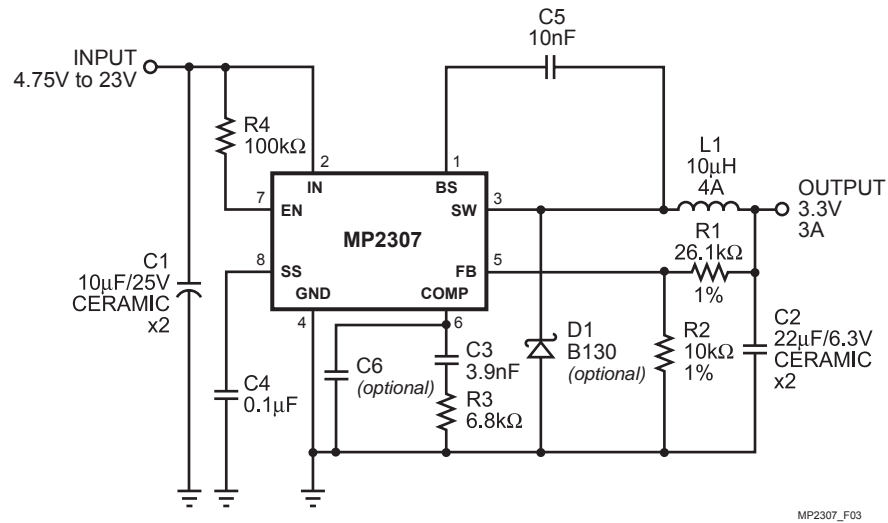 C5
10nF
INPUT
4.75V to 23V
R4
100kΩ
2
1
IN
BS
L1
10µH
4A
7
EN
SW
3
OUTPUT
3.3V
3A
MP2307
R1
26.1kΩ
1%
8
SS
FB
5
C1
10µF/25V
CERAMIC
x2
GND
COMP
4
6
C4
0.1µF
C6
(optional)
C3
3.9nF
R3
6.8kΩ
D1
B130
(optional)
R2
10kΩ
1%
C2
22µF/6.3V
CERAMIC
x2
MP2307_F03